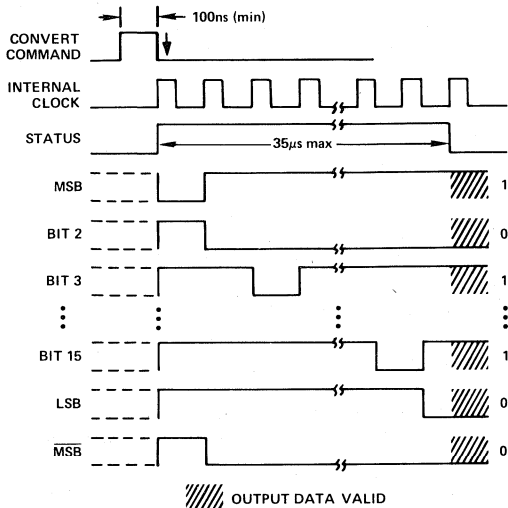 100ns (min)
CONVERT
COMMAND
INTERNAL
CLOCK
STATUS
35μs max
MSB 1
BIT 2 0
BIT 3 1
BIT 15 1
LSB 0
MSB 0
OUTPUT DATA VALID